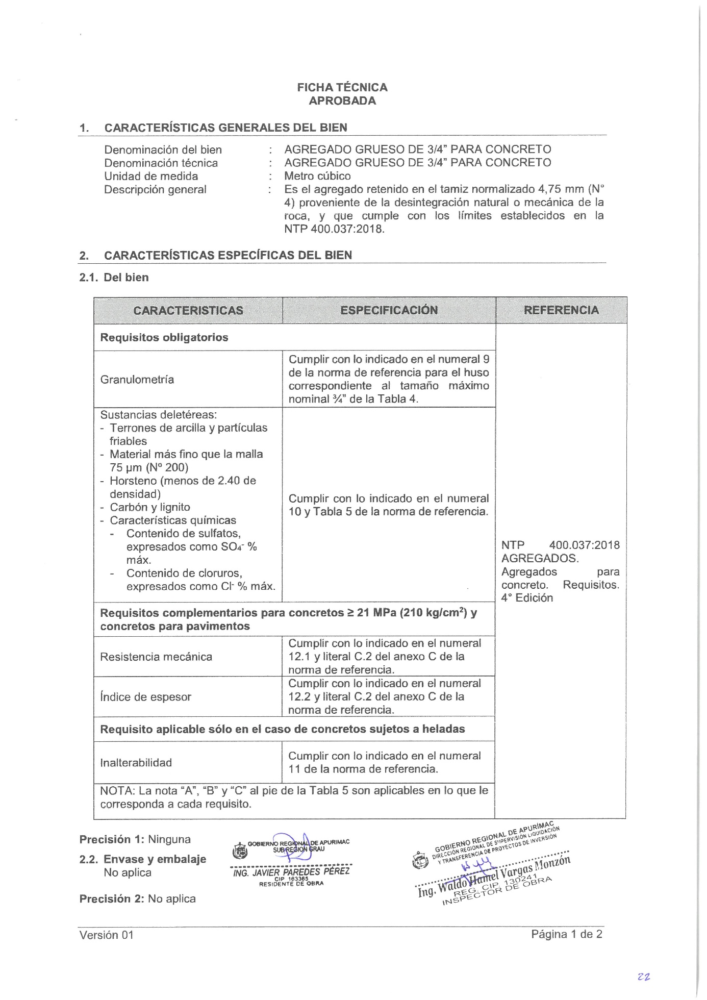 FICHA TÉCNICA
APROBADA
1. CARACTERÍSTICAS GENERALES DEL BIEN
Denominación del bien : AGREGADO GRUESO DE 3/4” PARA CONCRETO
Denominación técnica : AGREGADO GRUESO DE 3/4” PARA CONCRETO
Unidad de medida : Metro cúbico
Descripción general : Es el agregado retenido en el tamiz normalizado 4,75 mm (N°
4) proveniente de la desintegración natural o mecánica de la
roca, y que cumple con los límites establecidos en la
NTP 400.037:2018.
2. CARACTERÍSTICAS ESPECÍFICAS DEL BIEN
2.1. Del bien
CARACTERISTICAS ESPECIFICACIÓN REFERENCIA
Requisitos obligatorios
Granulometría
Cumplir con lo indicado en el numeral 9
de la norma de referencia para el huso
correspondiente al tamaño máximo
nominal ¾” de la Tabla 4.
Sustancias deletéreas:
- Terrones de arcilla y partículas
friables
- Material más fino que la malla
75 µm (Nº 200)
- Horsteno (menos de 2.40 de
densidad)
- Carbón y lignito
- Características químicas
- Contenido de sulfatos,
expresados como SO₄⁻ %
máx.
- Contenido de cloruros,
expresados como Cl⁻ % máx.
Cumplir con lo indicado en el numeral
10 y Tabla 5 de la norma de referencia.
NTP 400.037:2018
AGREGADOS.
Agregados para
concreto. Requisitos.
4° Edición
Requisitos complementarios para concretos ≥ 21 MPa (210 kg/cm²) y
concretos para pavimentos
Resistencia mecánica
Cumplir con lo indicado en el numeral
12.1 y literal C.2 del anexo C de la
norma de referencia.
Índice de espesor
Cumplir con lo indicado en el numeral
12.2 y literal C.2 del anexo C de la
norma de referencia.
Requisito aplicable sólo en el caso de concretos sujetos a heladas
Inalterabilidad
Cumplir con lo indicado en el numeral
11 de la norma de referencia.
NOTA: La nota “A”, “B” y “C” al pie de la Tabla 5 son aplicables en lo que le
corresponda a cada requisito.
Precisión 1: Ninguna
2.2. Envase y embalaje
No aplica
Precisión 2: No aplica
GOBIERNO REGIONAL DE APURIMAC
SUB REGION GRAU
ING. JAVIER PAREDES PÉREZ
CIP 163365
RESIDENTE DE OBRA
GOBIERNO REGIONAL DE APURÍMAC
DIRECCIÓN REGIONAL DE SUPERVISION LIQUIDACIÓN
Y TRANSFERENCIA DE PROYECTOS DE INVERSIÓN
Ing. Waldo Hamel Vargas Monzón
REG. CIP. 130241
INSPECTOR DE OBRA
Versión 01 Página 1 de 2
22